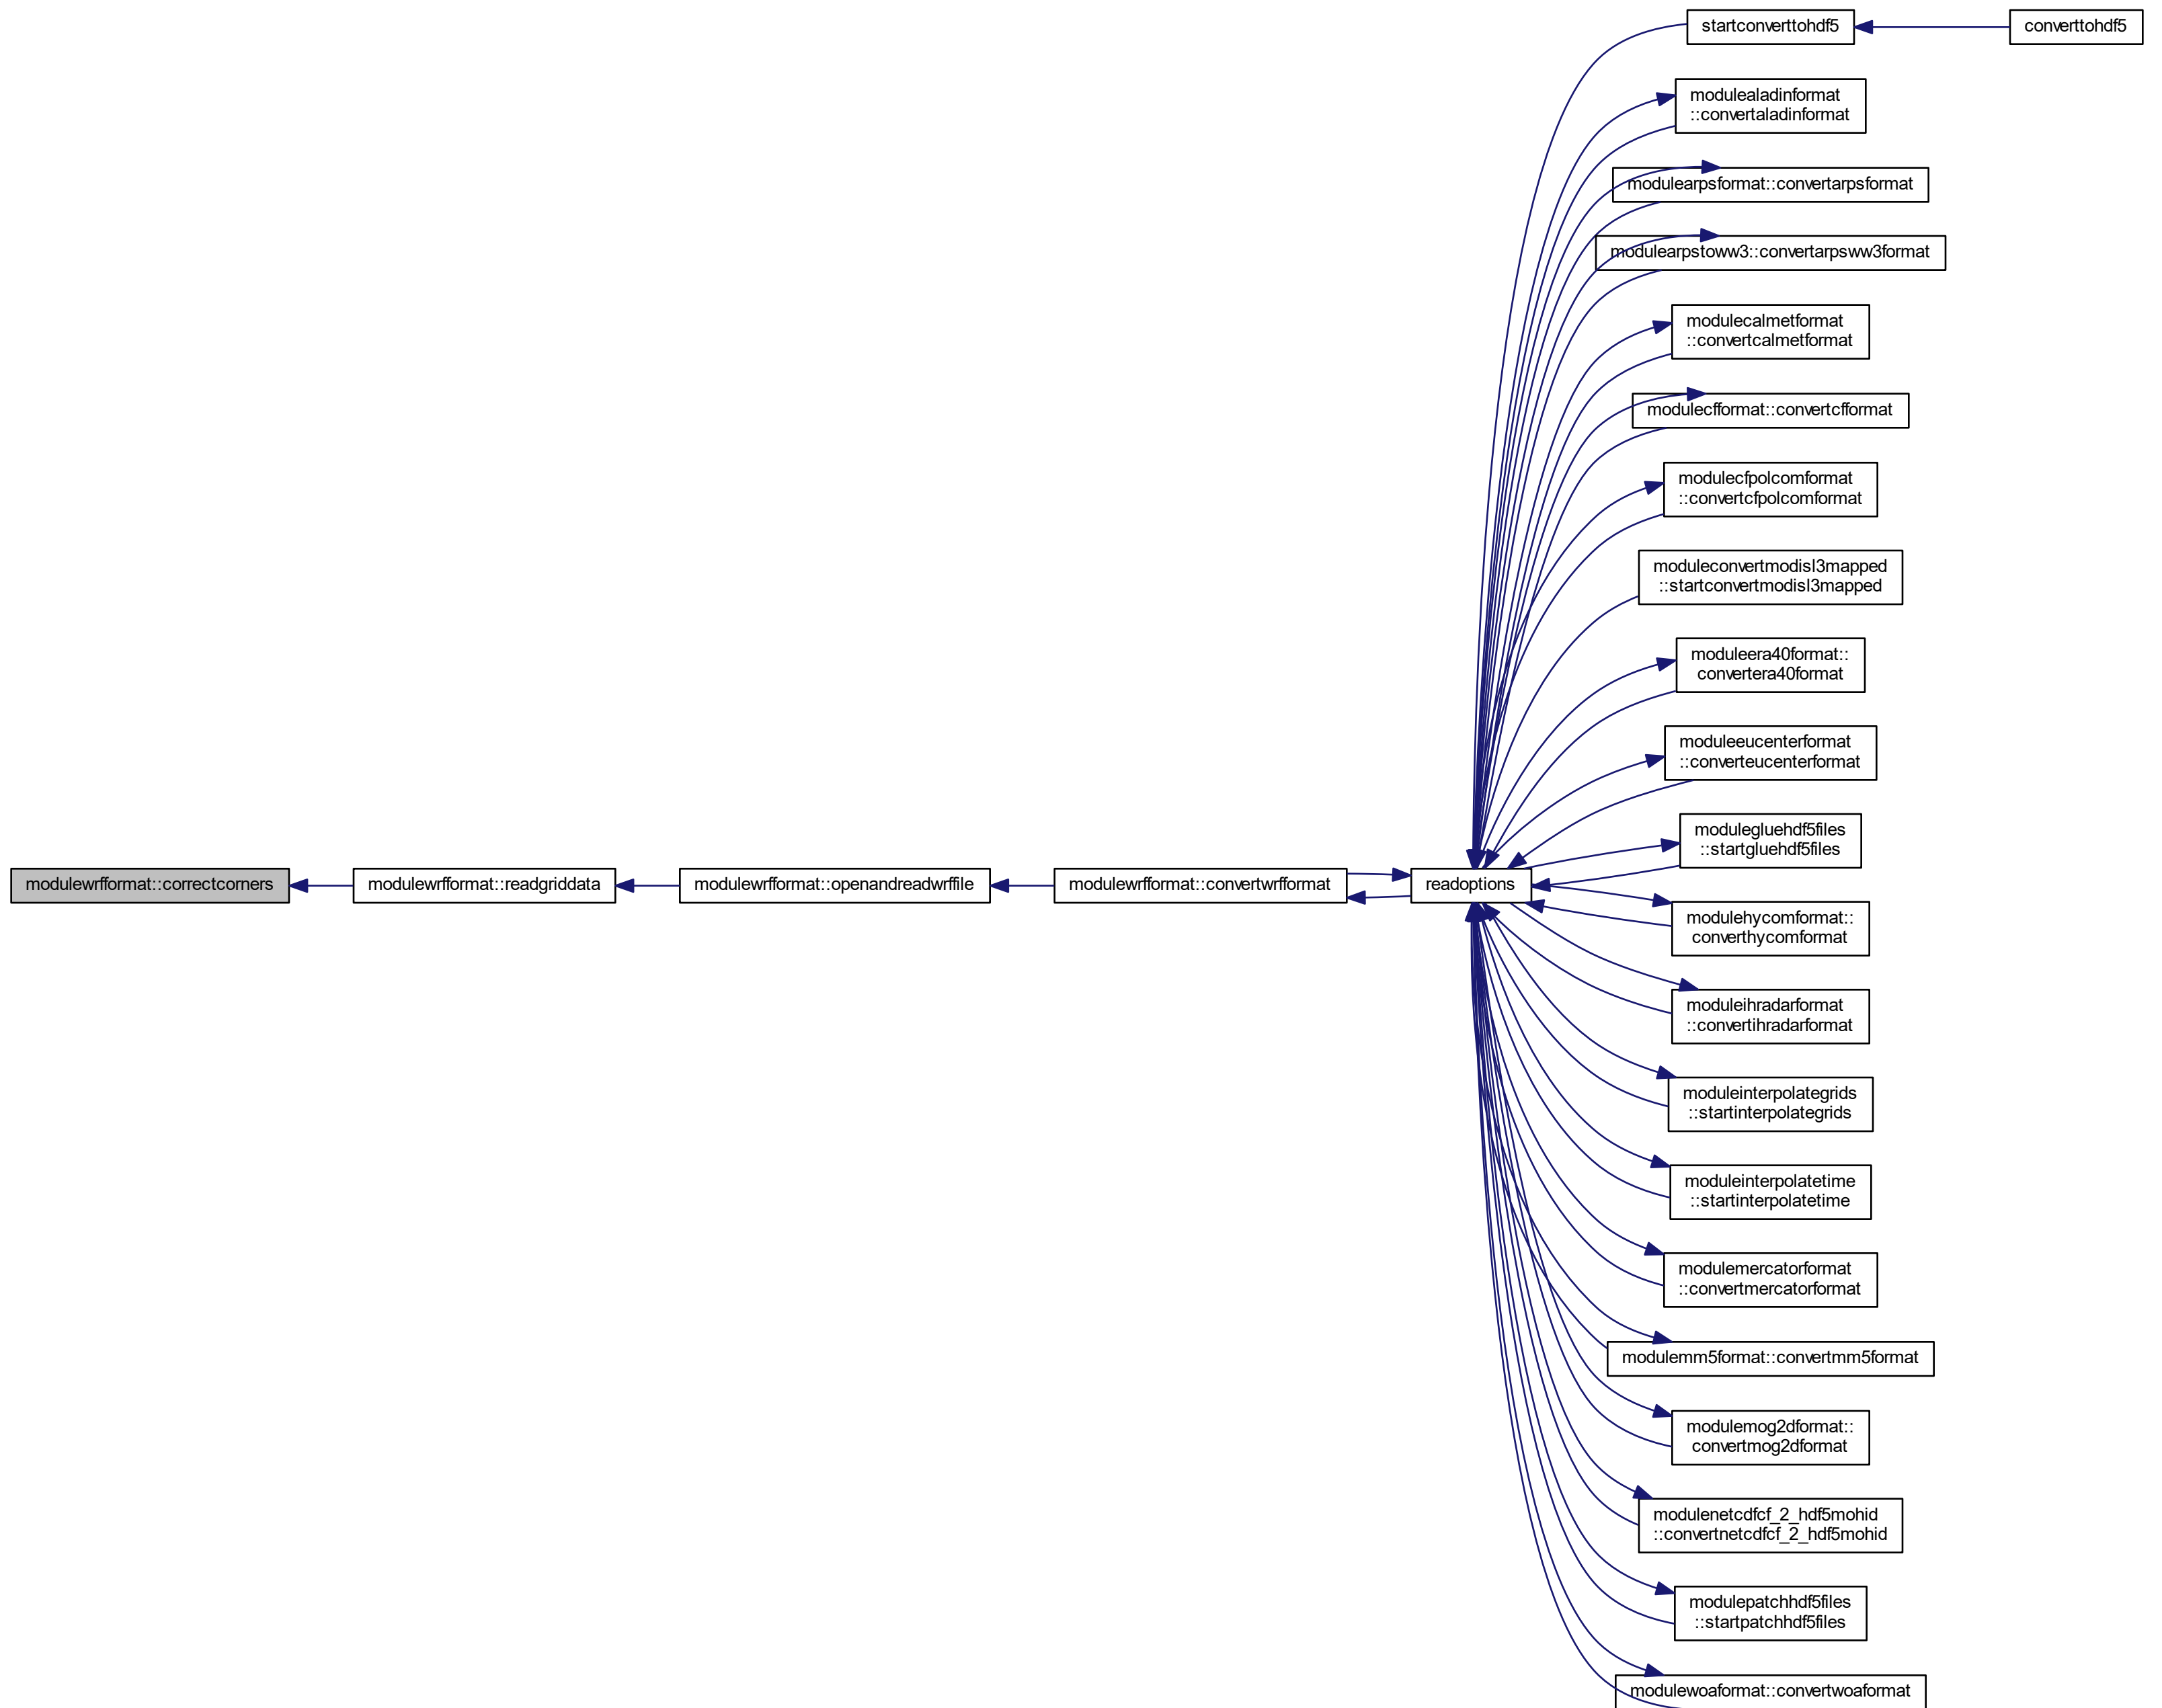 startconverttohdf5
converttohdf5
modulealadinformat
::convertaladinformat
modulearpsformat::convertarpsformat
modulearpstoww3::convertarpsww3format
modulecalmetformat
::convertcalmetformat
modulecfformat::convertcfformat
modulecfpolcomformat
::convertcfpolcomformat
moduleconvertmodisl3mapped
::startconvertmodisl3mapped
moduleera40format::
convertera40format
moduleeucenterformat
::converteucenterformat
modulegluehdf5files
::startgluehdf5files
modulewrfformat::correctcorners
modulewrfformat::readgriddata
modulewrfformat::openandreadwrffile
modulewrfformat::convertwrfformat
readoptions
modulehycomformat::
converthycomformat
moduleihradarformat
::convertihradarformat
moduleinterpolategrids
::startinterpolategrids
moduleinterpolatetime
::startinterpolatetime
modulemercatorformat
::convertmercatorformat
modulemm5format::convertmm5format
modulemog2dformat::
convertmog2dformat
modulenetcdfcf_2_hdf5mohid
::convertnetcdfcf_2_hdf5mohid
modulepatchhdf5files
::startpatchhdf5files
modulewoaformat::convertwoaformat